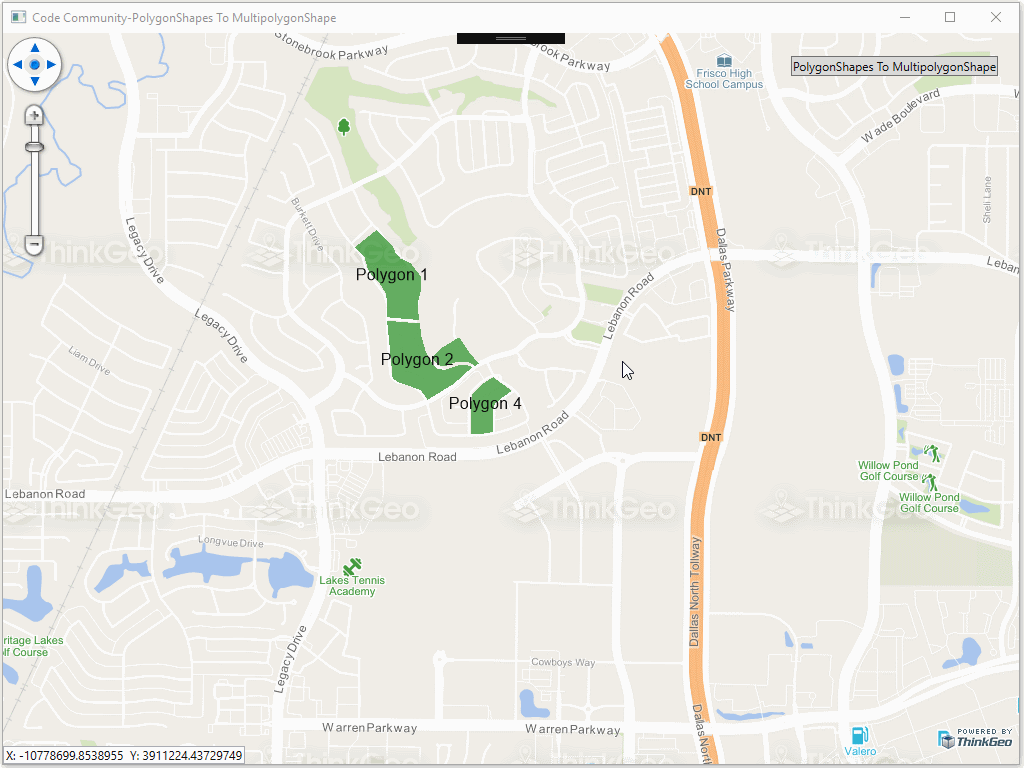 Code Community-PolygonShapes To MultipolygonShape
Stonebrook Parkway
brook Parkway
PolygonShapes To MultipolygonShape
Frisco High
School Campus
Wade Boulevard
DNT
Shell Lane
Burkett Drive
Legacy Drive
Dallas Parkway
ThinkGeo
ThinkGeo
ThinkGeo
ThinkGeo
Lebanon
Polygon 1
Lebanon Road
Legacy Drive
Liam Drive
Polygon 2
Polygon 4
Lebanon Road
DNT
Lebanon Road
Willow Pond
Golf Course
Lebanon Road
Willow Pond
Golf Course
ThinkGeo
ThinkGeo
ThinkGeo
ThinkGeo
Longvue Drive
Lakes Tennis
Academy
Dallas North Tollway
ritage Lakes
lf Course
Legacy Drive
Cowboys Way
Warren Parkway
Warren Parkway
Dallas North
Valero
POWERED BY
ThinkGeo
X: -10778699.8538955 Y: 3911224.43729749